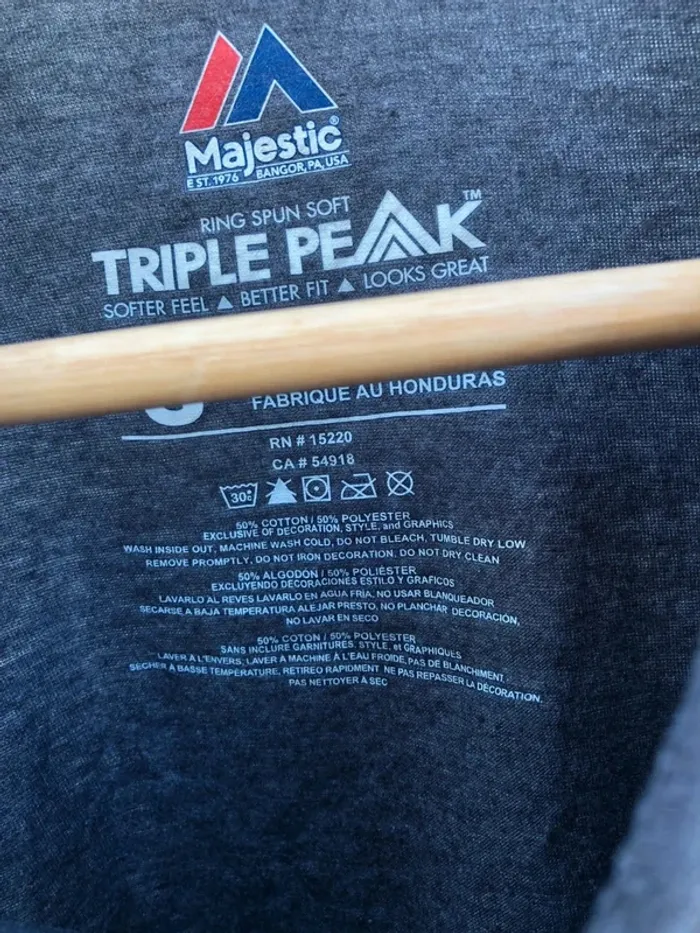 Majestic®
EST. 1976 BANGOR, PA, USA
RING SPUN SOFT
TRIPLE PEAK™
SOFTER FEEL ▲ BETTER FIT ▲ LOOKS GREAT
FABRIQUE AU HONDURAS
RN # 15220
CA # 54918
30°
50% COTTON / 50% POLYESTER
EXCLUSIVE OF DECORATION, STYLE, and GRAPHICS
WASH INSIDE OUT, MACHINE WASH COLD, DO NOT BLEACH, TUMBLE DRY LOW
REMOVE PROMPTLY, DO NOT IRON DECORATION, DO NOT DRY CLEAN
50% ALGODÓN / 50% POLIÉSTER
EXCLUYENDO DECORACIONES ESTILO Y GRAFICOS
LAVARLO AL REVES LAVARLO EN AGUA FRIA, NO USAR BLANQUEADOR
SECARSE A BAJA TEMPERATURA ALEJAR PRESTO, NO PLANCHAR DECORACIÓN,
NO LAVAR EN SECO
50% COTON / 50% POLYESTER
SANS INCLURE GARNITURES, STYLE, et GRAPHIQUES
LAVER À L'ENVERS, LAVER À MACHINE À L'EAU FROIDE, PAS DE BLANCHIMENT
SÉCHER À BASSE TEMPÉRATURE, RETIREO RAPIDMENT NE PAS REPASSER LA DÉCORATION,
PAS NETTOYER À SEC